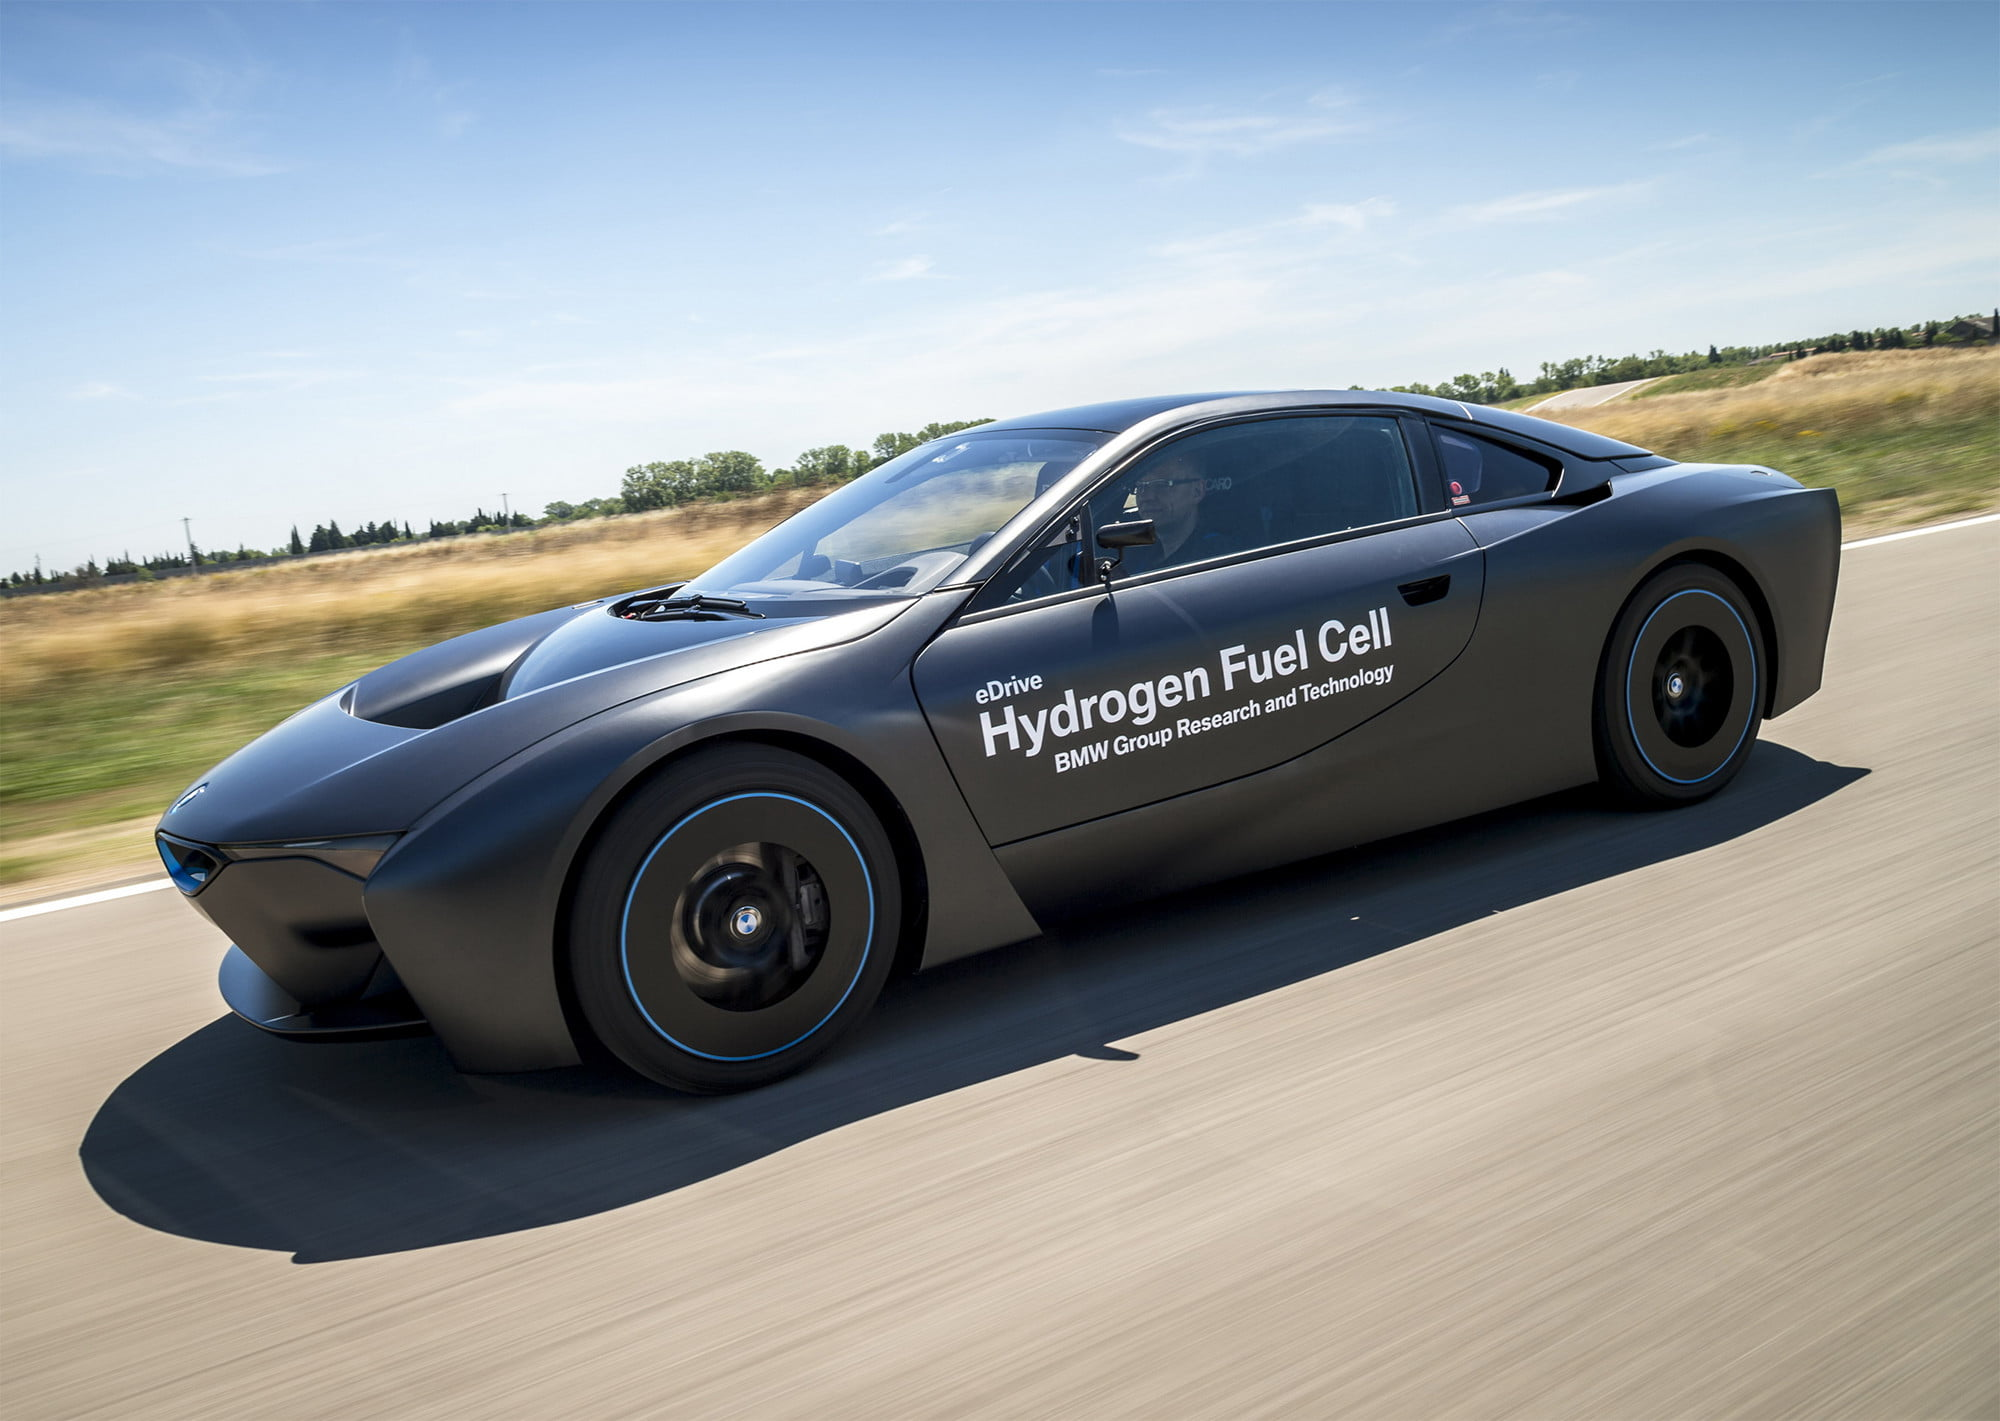 eDrive
Hydrogen Fuel Cell
BMW Group Research and Technology